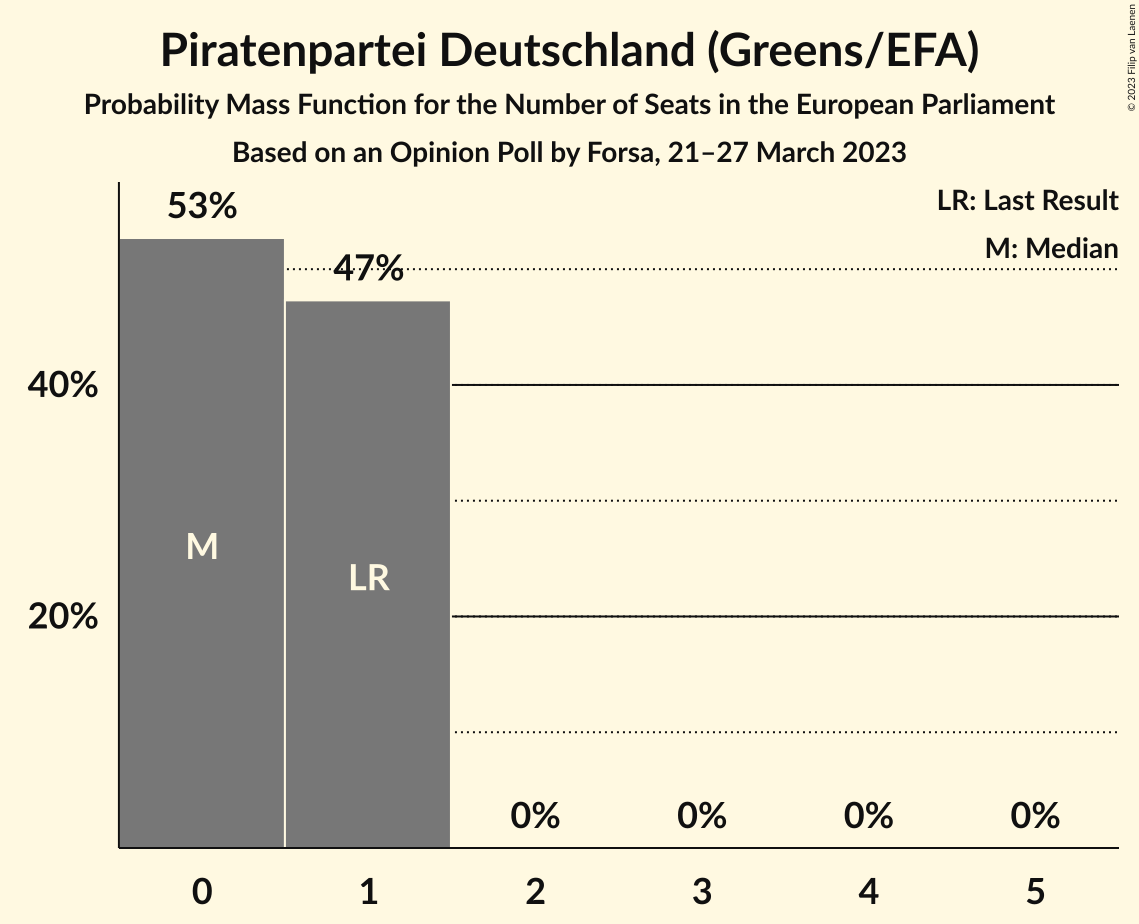 Piratenpartei Deutschland (Greens/EFA)
Probability Mass Function for the Number of Seats in the European Parliament
Based on an Opinion Poll by Forsa, 21–27 March 2023
© 2023 Filip van Laenen
LR: Last Result
M: Median
53%
47%
40%
20%
M
LR
0%
0%
0%
0%
0
1
2
3
4
5